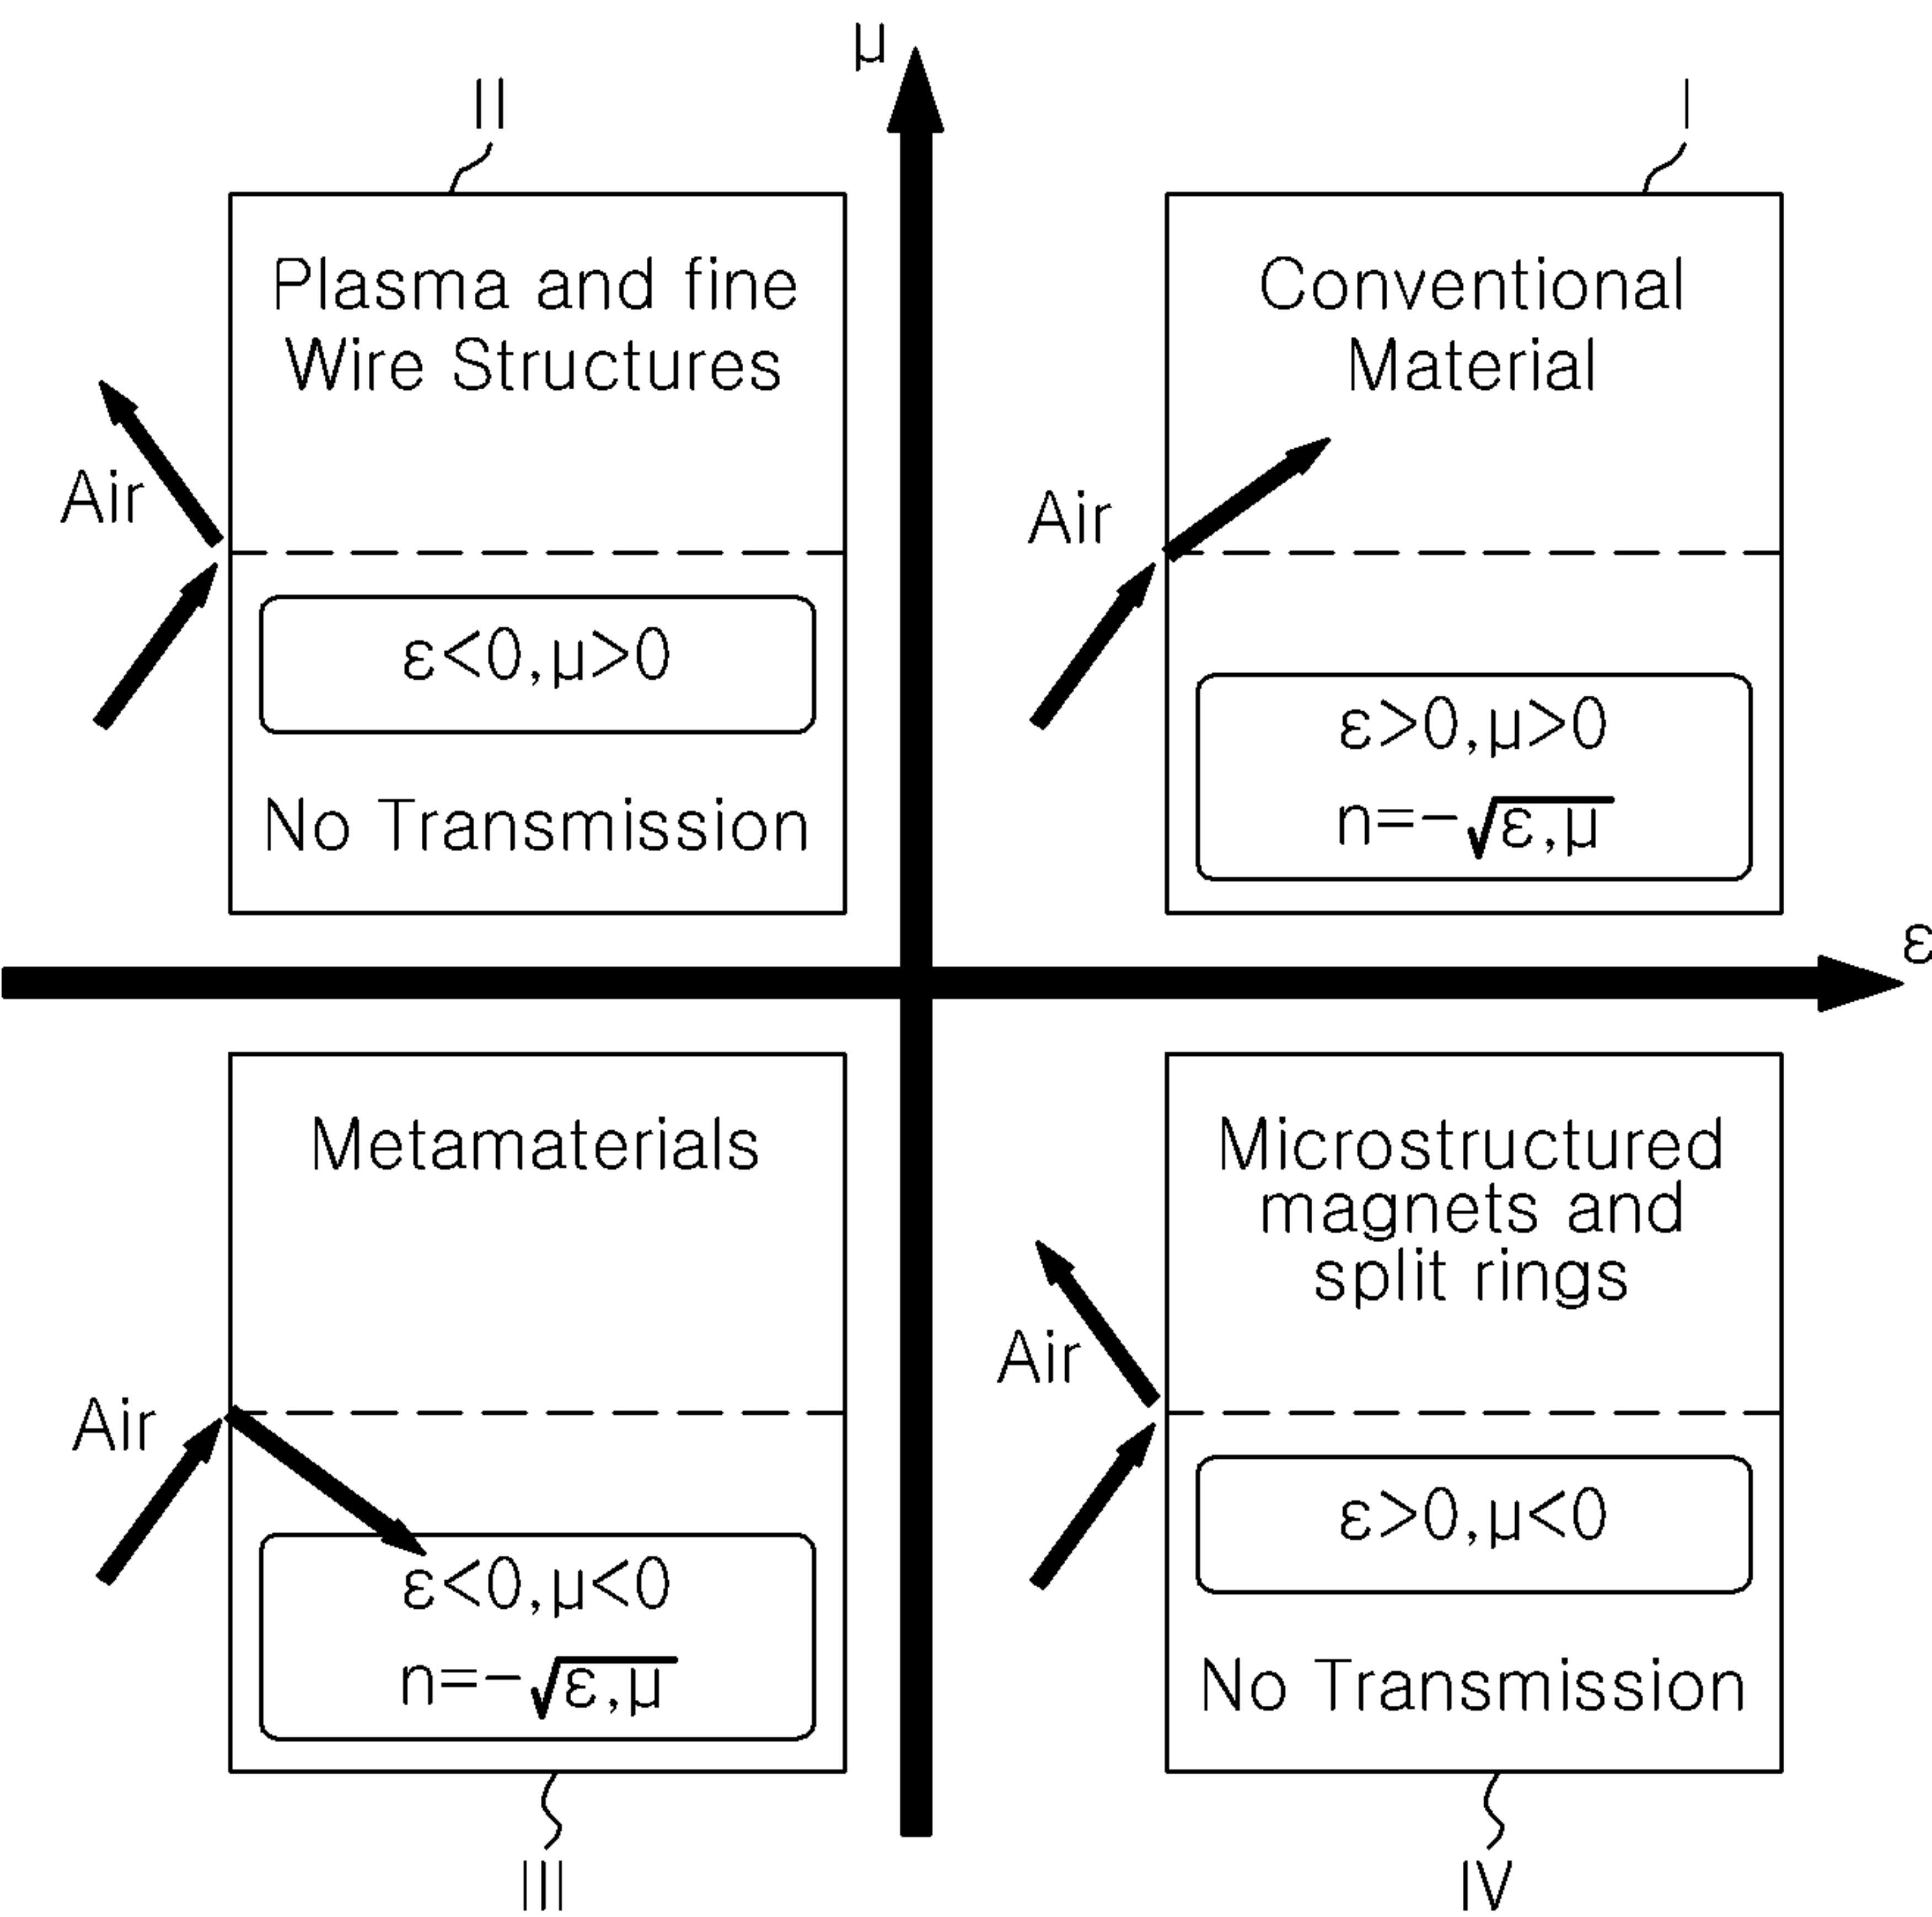 μ
II
I
Plasma and fine
Wire Structures
Air
ε<0,μ>0
No Transmission
Conventional
Material
Air
ε>0,μ>0
n=-√ε,μ
ε
Metamaterials
Air
ε<0,μ<0
n=-√ε,μ
III
Microstructured
magnets and
split rings
Air
ε>0,μ<0
No Transmission
IV